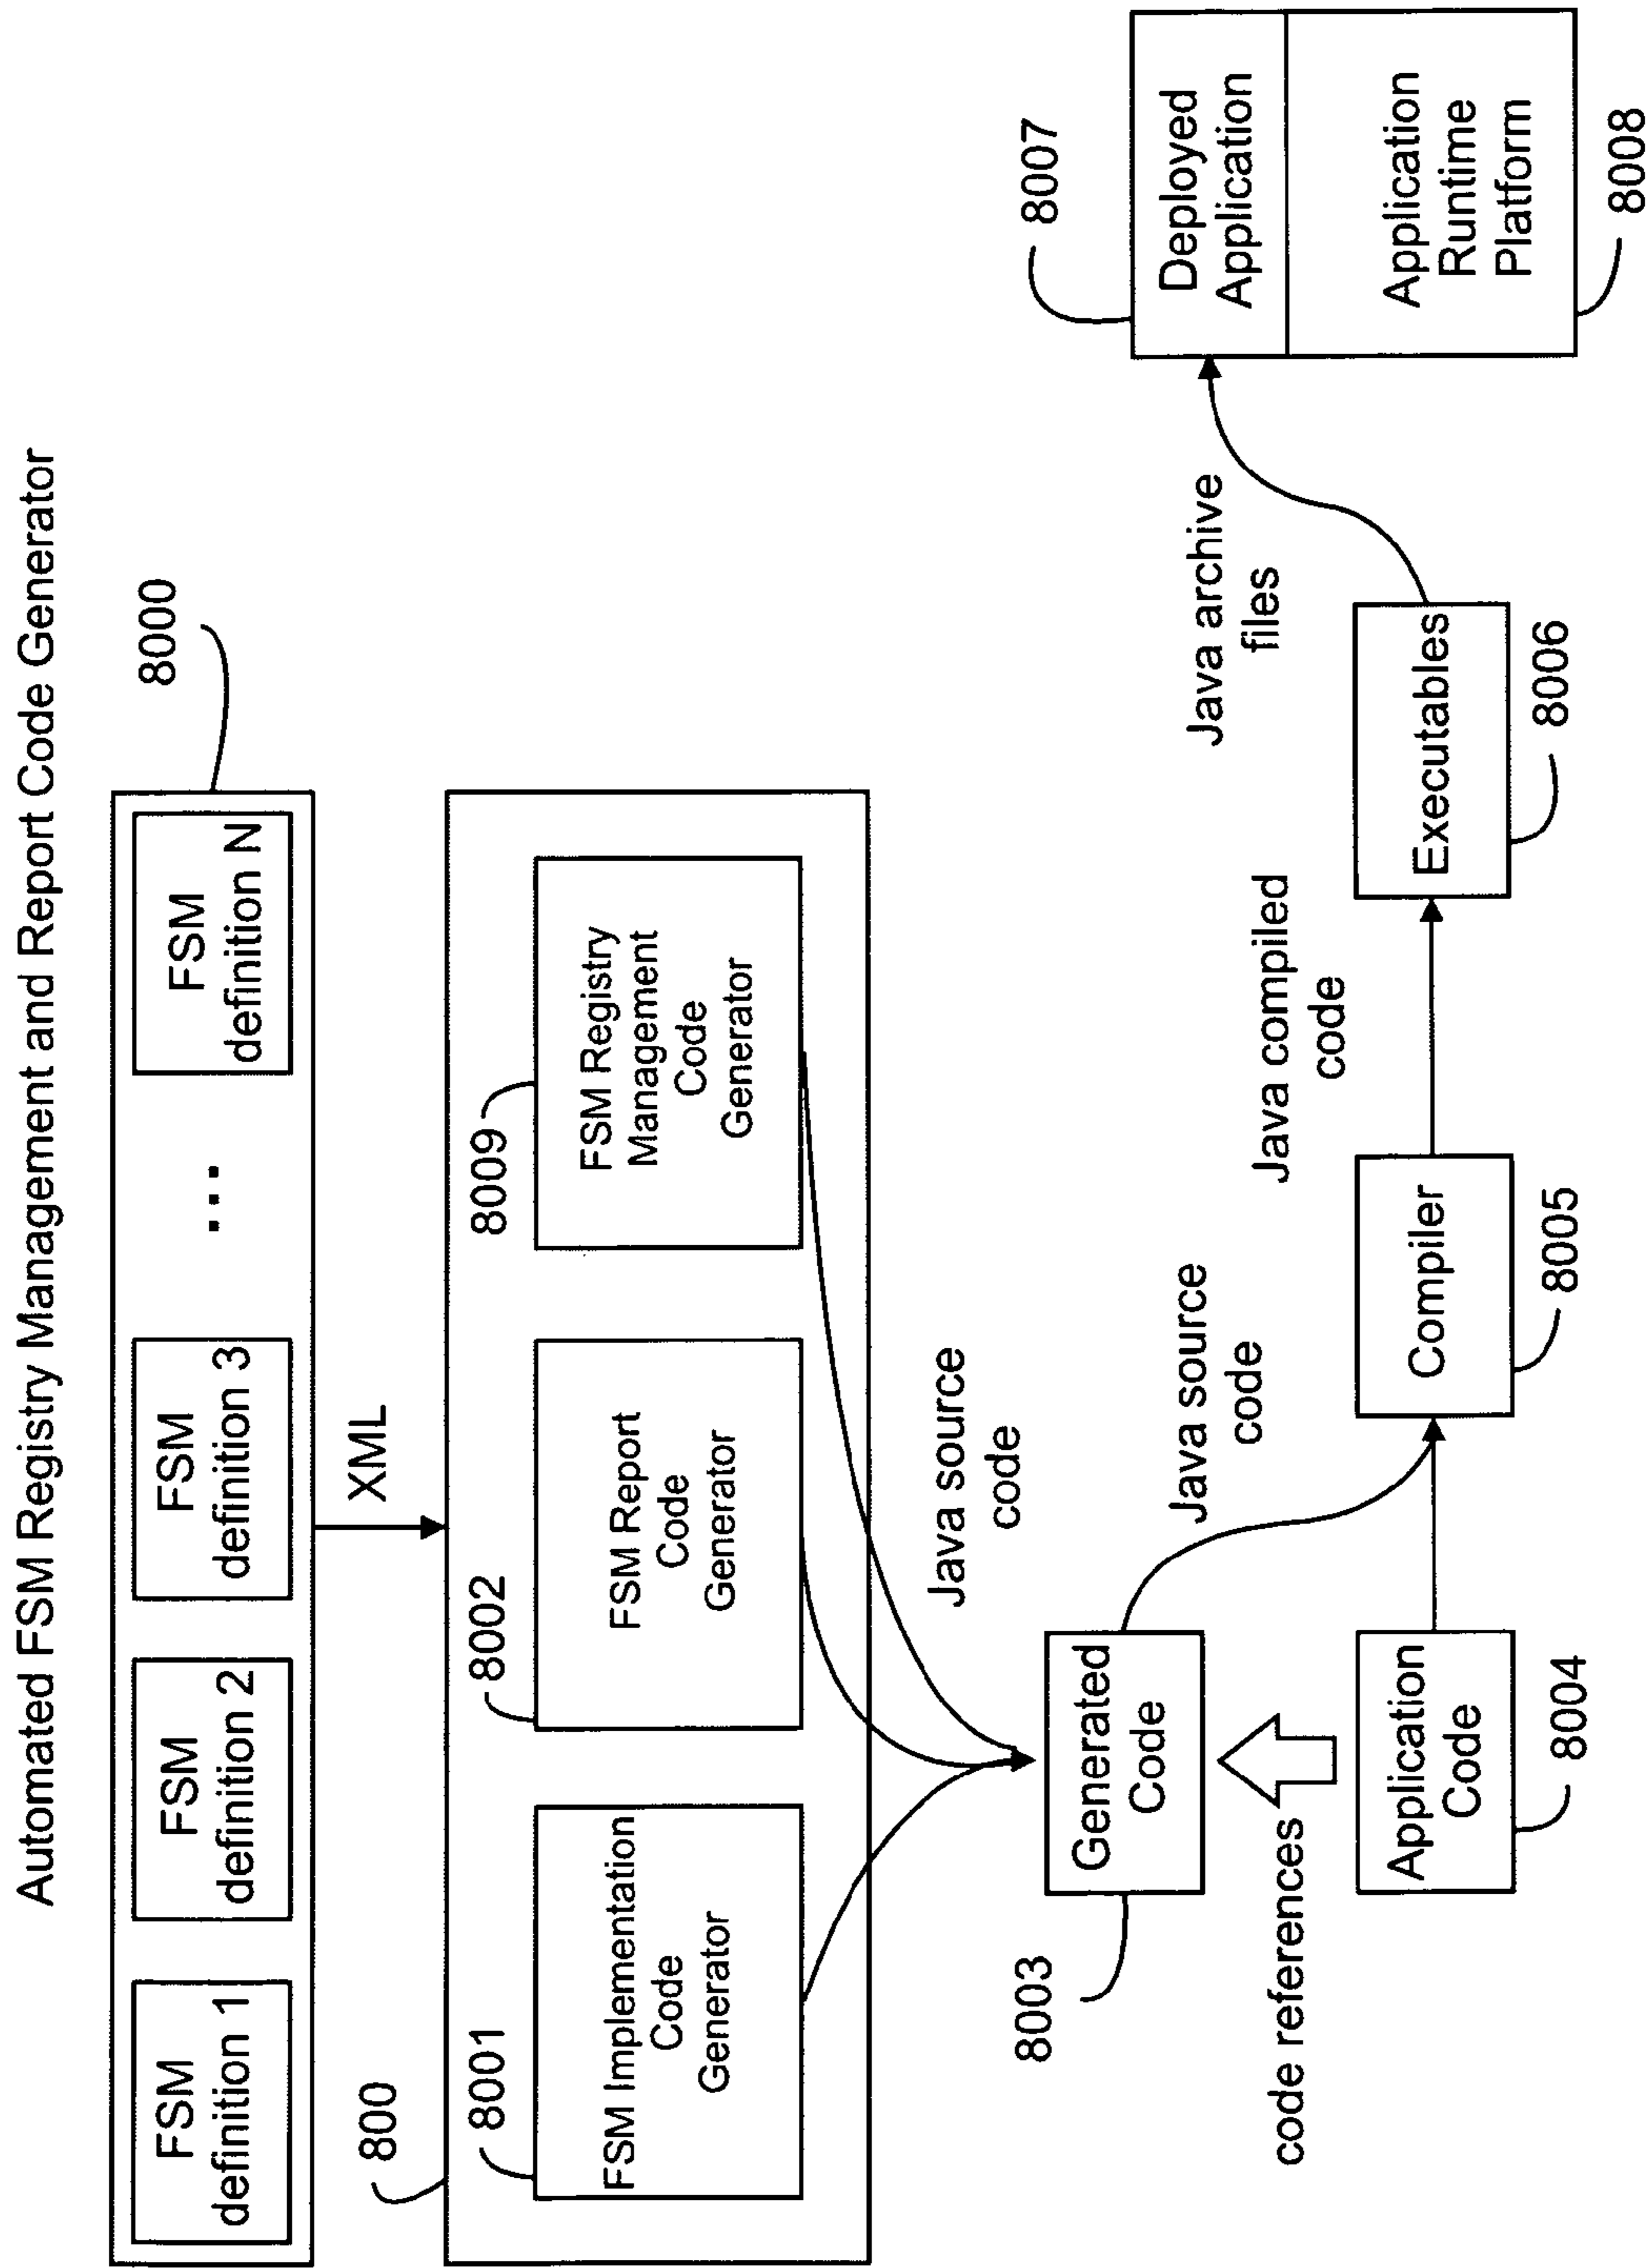 Automated FSM Registry Management and Report Code Generator
8000
FSM
definition 1
FSM
definition 2
FSM
definition 3
...
FSM
definition N
XML
800
8001
FSM Implementation
Code
Generator
8002
FSM Report
Code
Generator
8009
FSM Registry
Management
Code
Generator
Java source
code
8003
Generated
Code
code references
Application
Code
8004
Java source
code
Compiler
8005
Java compiled
code
Executables
8006
Java archive
files
8007
Deployed
Application
Application
Runtime
Platform
8008